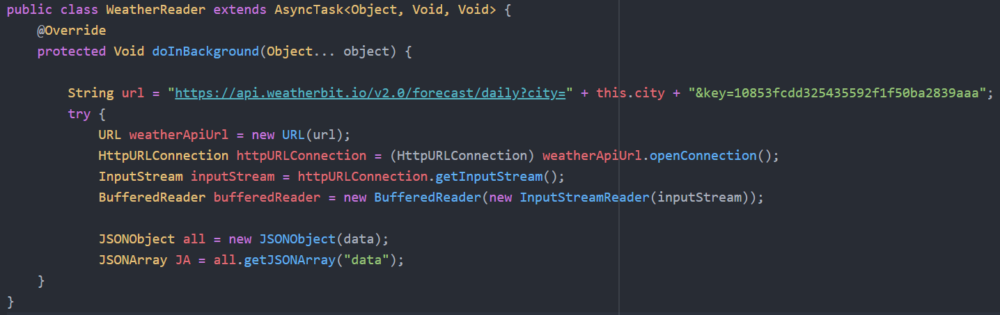 public class WeatherReader extends AsyncTask<Object, Void, Void> {
    @Override
    protected Void doInBackground(Object... object) {

        String url = "https://api.weatherbit.io/v2.0/forecast/daily?city=" + this.city + "&key=10853fcdd325435592f1f50ba2839aaa";
        try {
            URL weatherApiUrl = new URL(url);
            HttpURLConnection httpURLConnection = (HttpURLConnection) weatherApiUrl.openConnection();
            InputStream inputStream = httpURLConnection.getInputStream();
            BufferedReader bufferedReader = new BufferedReader(new InputStreamReader(inputStream));

            JSONObject all = new JSONObject(data);
            JSONArray JA = all.getJSONArray("data");
    }
}